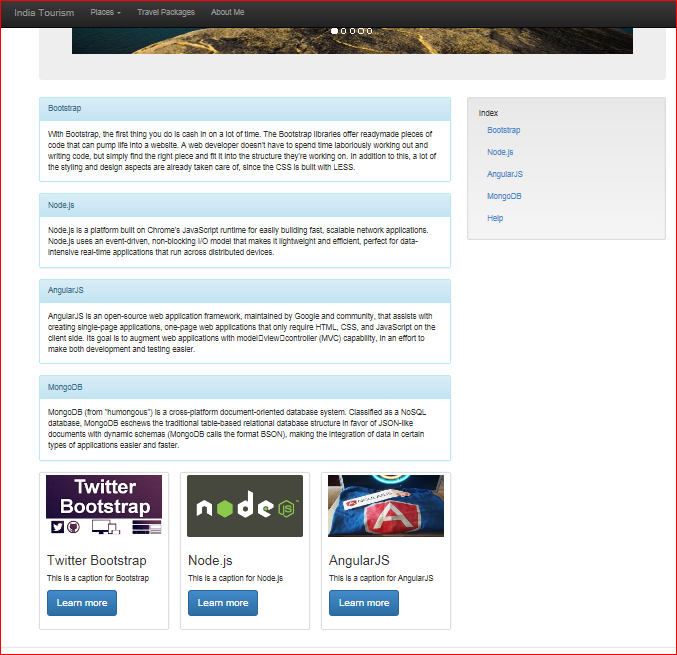 India Tourism Places Travel Packages About Me
Bootstrap
With Bootstrap, the first thing you do is cash in on a lot of time. The Bootstrap libraries offer readymade pieces of
code that can pump life into a website. A web developer doesn't have to spend time laboriously working out and
writing code, but simply find the right piece and fit it into the structure they're working on. In addition to this, a lot of
the styling and design aspects are already taken care of, since the CSS is built with LESS.
Node.js
Node.js is a platform built on Chrome's JavaScript runtime for easily building fast, scalable network applications.
Node.js uses an event-driven, non-blocking I/O model that makes it lightweight and efficient, perfect for data-
intensive real-time applications that run across distributed devices.
AngularJS
AngularJS is an open-source web application framework, maintained by Google and community, that assists with
creating single-page applications, one-page web applications that only require HTML, CSS, and JavaScript on the
client side. Its goal is to augment web applications with model▯view▯controller (MVC) capability, in an effort to
make both development and testing easier.
MongoDB
MongoDB (from "humongous") is a cross-platform document-oriented database system. Classified as a NoSQL
database, MongoDB eschews the traditional table-based relational database structure in favor of JSON-like
documents with dynamic schemas (MongoDB calls the format BSON), making the integration of data in certain
types of applications easier and faster.
Index
Bootstrap
Node.js
AngularJS
MongoDB
Help
Twitter
Bootstrap
Twitter Bootstrap
This is a caption for Bootstrap
Learn more
node
JS
Node.js
This is a caption for Node.js
Learn more
ANGULARJS
A
AngularJS
This is a caption for AngularJS
Learn more